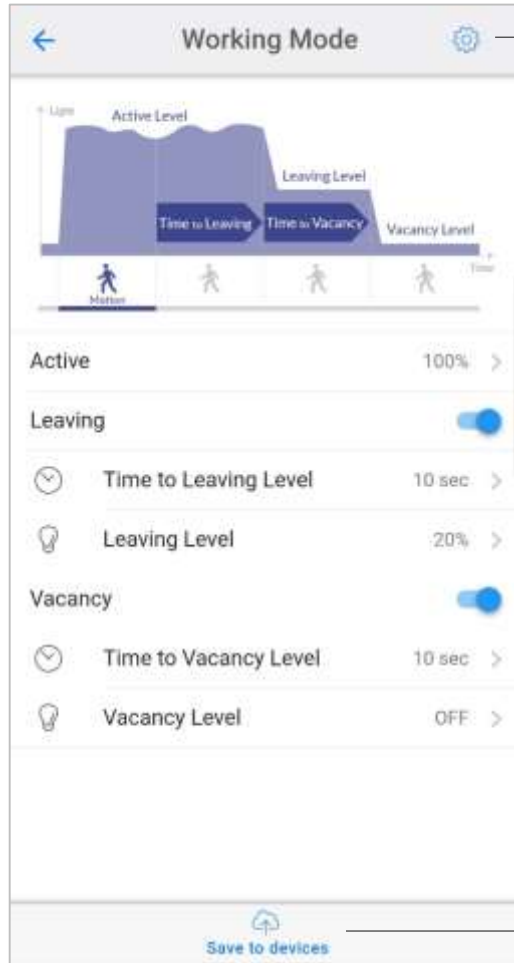 Working Mode
Light
Active Level
Leaving Level
Time to Leaving
Time to Vacancy
Vacancy Level
Time
Motion
Active 100%
Leaving
Time to Leaving Level 10 sec
Leaving Level 20%
Vacancy
Time to Vacancy Level 10 sec
Vacancy Level OFF
Save to devices